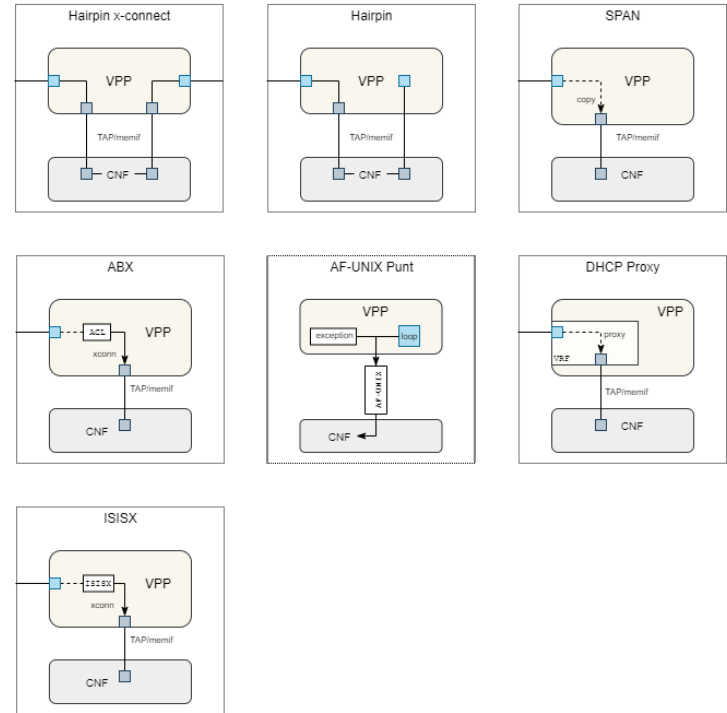 Hairpin x-connect
VPP
TAP/memif
CNF
Hairpin
VPP
TAP/memif
CNF
SPAN
VPP
copy
TAP/memif
CNF
ABX
ACL
VPP
xconn
TAP/memif
CNF
AF-UNIX Punt
VPP
exception
loop
AF-UNIX
CNF
DHCP Proxy
VPP
proxy
VRF
TAP/memif
CNF
ISISX
ISISX
VPP
xconn
TAP/memif
CNF